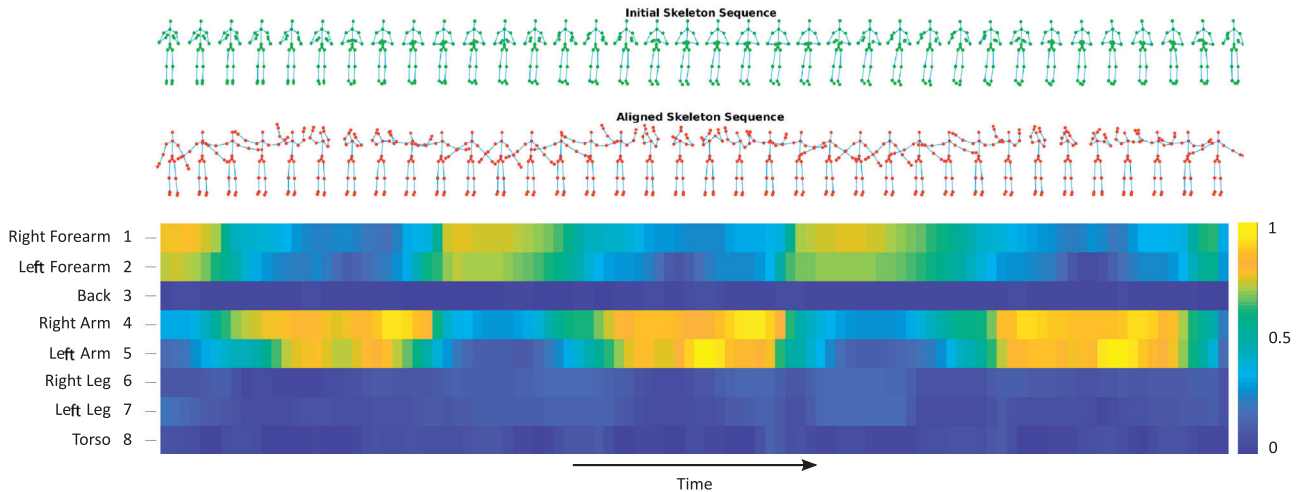 Initial Skeleton Sequence
Aligned Skeleton Sequence
Right Forearm 1
Left Forearm 2
Back 3
Right Arm 4
Left Arm 5
Right Leg 6
Left Leg 7
Torso 8
1
0.5
0
Time